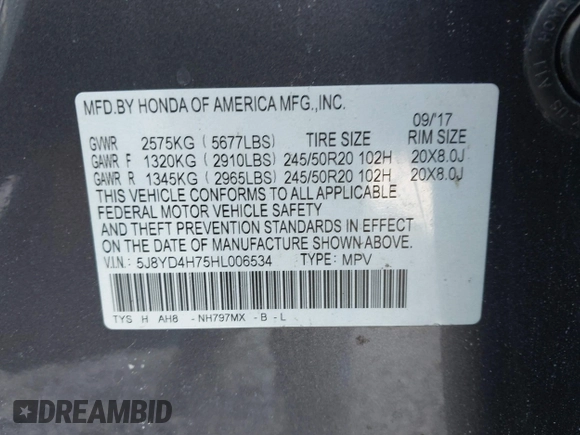 MFD.BY HONDA OF AMERICA MFG.,INC.
09/'17
GVWR 2575KG ( 5677LBS) TIRE SIZE RIM SIZE
GAWR F 1320KG ( 2910LBS) 245/50R20 102H 20X8.0J
GAWR R 1345KG ( 2965LBS) 245/50R20 102H 20X8.0J
THIS VEHICLE CONFORMS TO ALL APPLICABLE
FEDERAL MOTOR VEHICLE SAFETY
AND THEFT PREVENTION STANDARDS IN EFFECT
ON THE DATE OF MANUFACTURE SHOWN ABOVE.
V.I.N.: 5J8YD4H75HL006534 TYPE: MPV
TYS H AH8 - NH797MX - B - L
DREAMBID